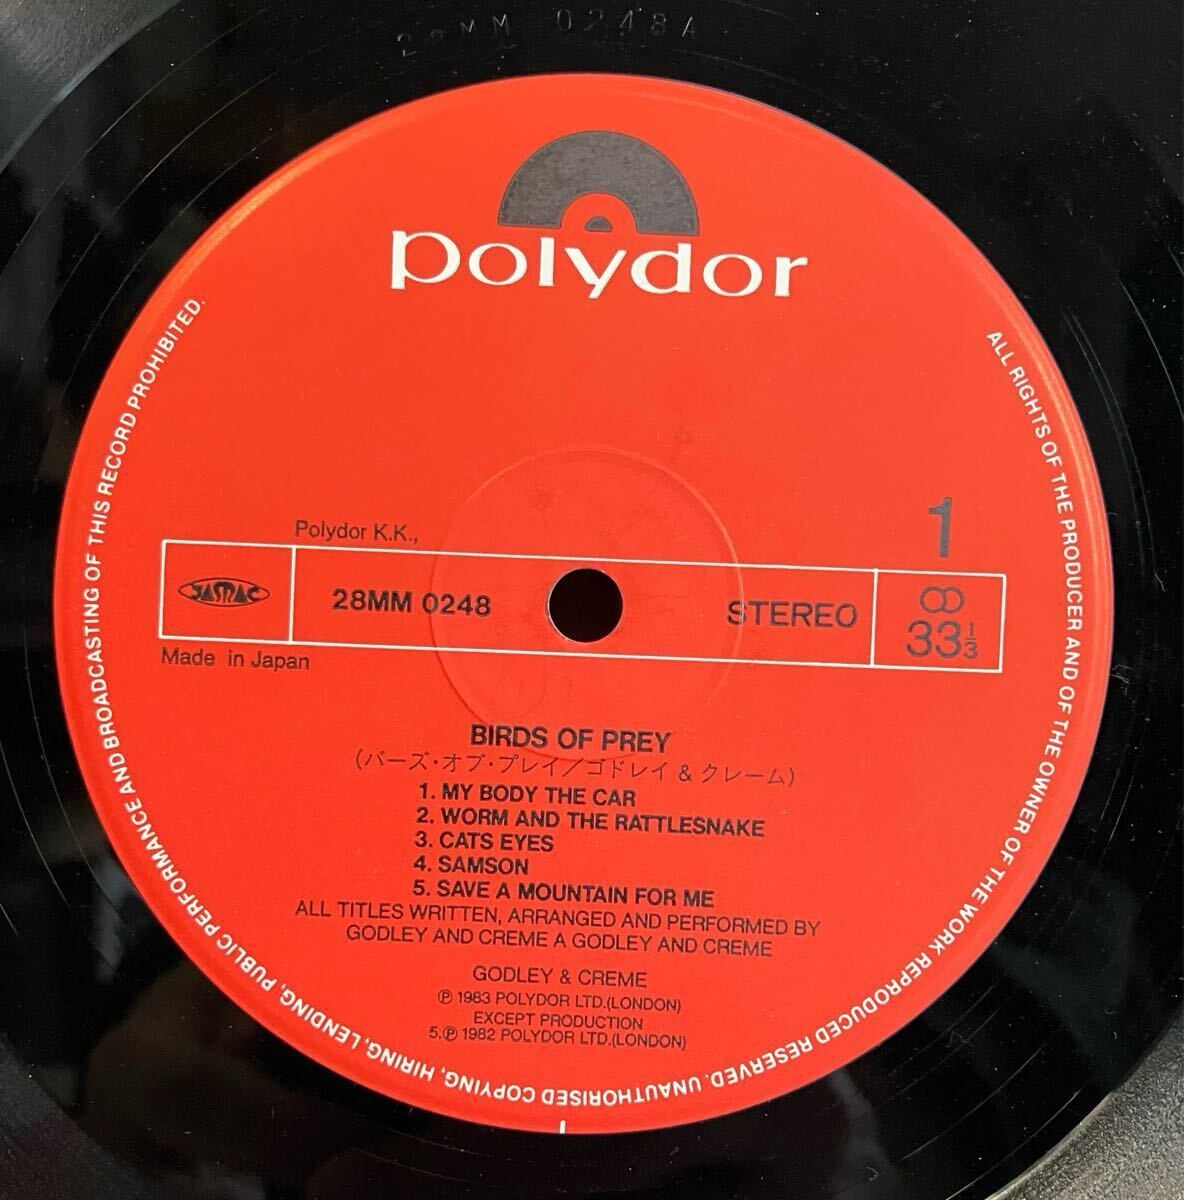 28MM 0248A
polydor
ALL RIGHTS OF THE PRODUCER AND OF THE OWNER OF THE WORK REPRODUCED RESERVED. UNAUTHORISED COPYING, HIRING, LENDING, PUBLIC PERFORMANCE AND BROADCASTING OF THIS RECORD PROHIBITED.
1
Polydor K.K.,
JASRAC
28MM 0248
STEREO
33⅓
Made in Japan
BIRDS OF PREY
(バーズ・オブ・プレイ/ゴドレイ & クレーム)
1. MY BODY THE CAR
2. WORM AND THE RATTLESNAKE
3. CATS EYES
4. SAMSON
5. SAVE A MOUNTAIN FOR ME
ALL TITLES WRITTEN, ARRANGED AND PERFORMED BY
GODLEY AND CREME A GODLEY AND CREME
GODLEY & CREME
℗ 1983 POLYDOR LTD.(LONDON)
EXCEPT PRODUCTION
5.℗ 1982 POLYDOR LTD.(LONDON)